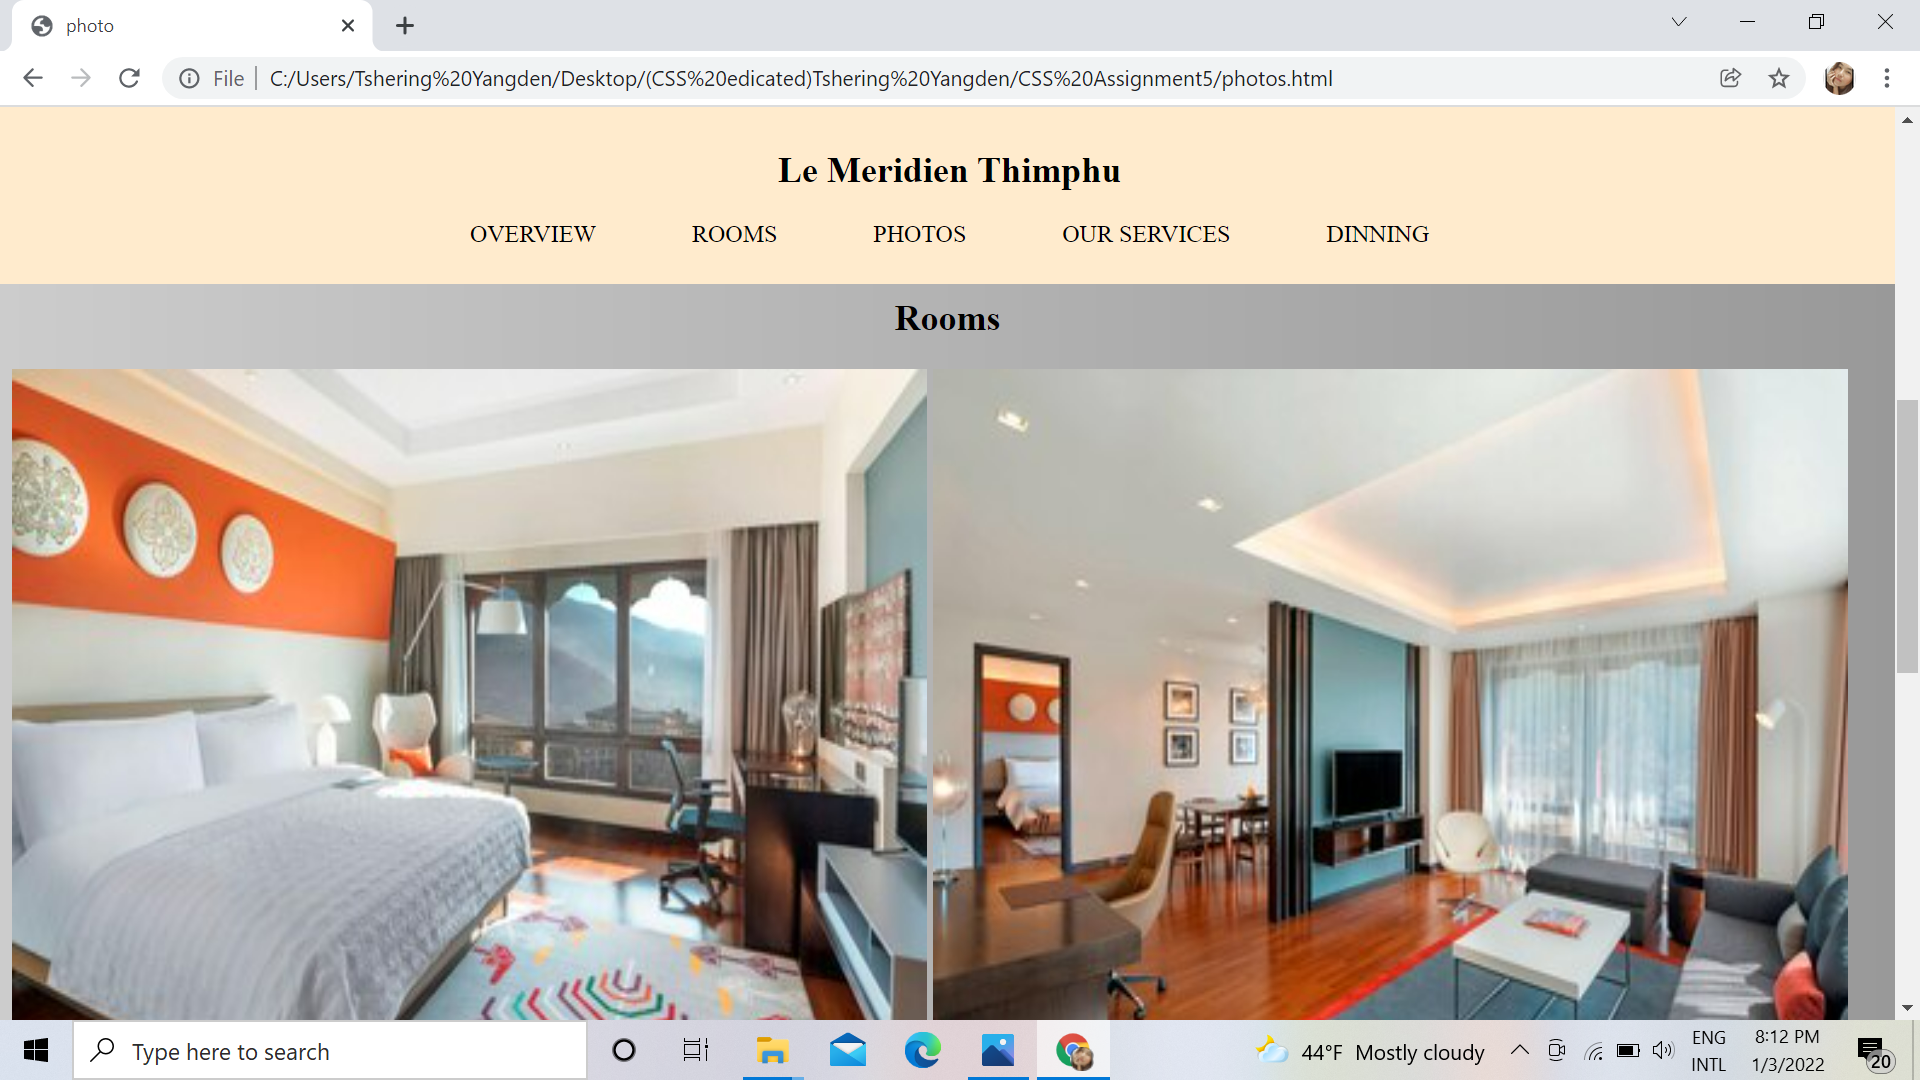 photo
File
C:/Users/Tshering%20Yangden/Desktop/(CSS%20edicated)Tshering%20Yangden/CSS%20Assignment5/photos.html
Le Meridien Thimphu
OVERVIEW ROOMS PHOTOS OUR SERVICES DINNING
Rooms
Type here to search
44°F Mostly cloudy
ENG
INTL
8:12 PM
1/3/2022
20